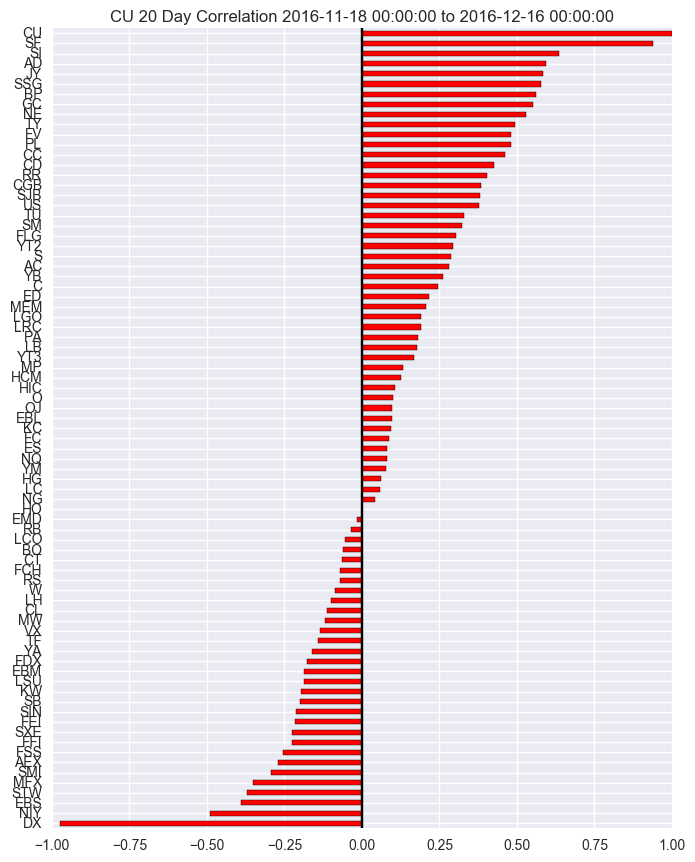 CU 20 Day Correlation 2016-11-18 00:00:00 to 2016-12-16 00:00:00
CU
SF
SI
AD
JY
SSG
BP
GC
NE
TY
FV
PL
CC
CD
RR
CGB
SJB
US
TU
SM
FLG
YT2
S
AC
YB
C
ED
MEM
LGO
LRC
PA
LB
YT3
MP
HCM
HIC
O
OJ
EBL
KC
FC
ES
NQ
YM
HG
LC
NG
HO
EMD
RB
LCO
BO
CT
FCH
RS
W
LH
CL
MW
VX
TF
YA
FDX
EBM
LSU
KW
SB
SIN
FEI
SXE
FFI
ESS
AEX
SMI
MFX
STW
EBS
NIY
DX
−1.00 −0.75 −0.50 −0.25 0.00 0.25 0.50 0.75 1.00